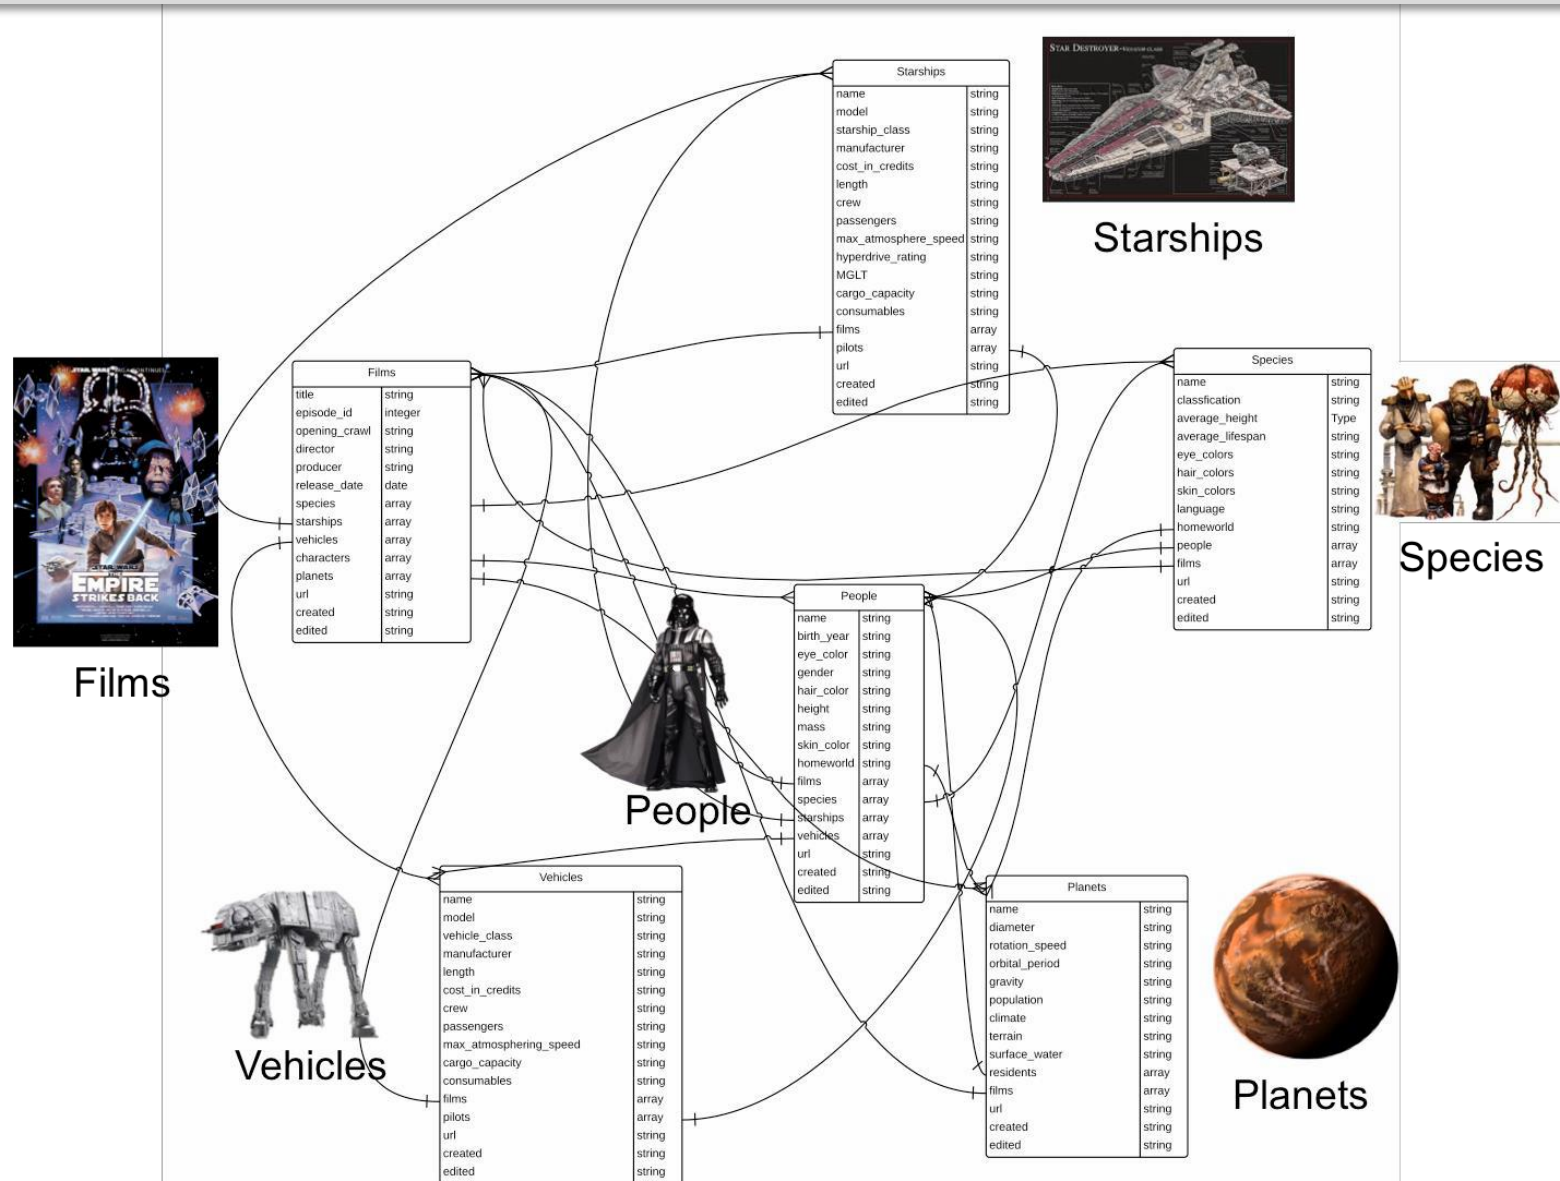 Starships
name string
model string
starship_class string
manufacturer string
cost_in_credits string
length string
crew string
passengers string
max_atmosphere_speed string
hyperdrive_rating string
MGLT string
cargo_capacity string
consumables string
films array
pilots array
url string
created string
edited string
STAR DESTROYER
Starships
Films
title string
episode_id integer
opening_crawl string
director string
producer string
release_date date
species array
starships array
vehicles array
characters array
planets array
url string
created string
edited string
STAR WARS
EMPIRE
STRIKES BACK
Films
Species
name string
classfication string
average_height Type
average_lifespan string
eye_colors string
hair_colors string
skin_colors string
language string
homeworld string
people array
films array
url string
created string
edited string
Species
People
name string
birth_year string
eye_color string
gender string
hair_color string
height string
mass string
skin_color string
homeworld string
films array
species array
starships array
vehicles array
url string
created string
edited string
People
Vehicles
name string
model string
vehicle_class string
manufacturer string
length string
cost_in_credits string
crew string
passengers string
max_atmosphering_speed string
cargo_capacity string
consumables string
films array
pilots array
url string
created string
edited string
Vehicles
Planets
name string
diameter string
rotation_speed string
orbital_period string
gravity string
population string
climate string
terrain string
surface_water string
residents array
films array
url string
created string
edited string
Planets